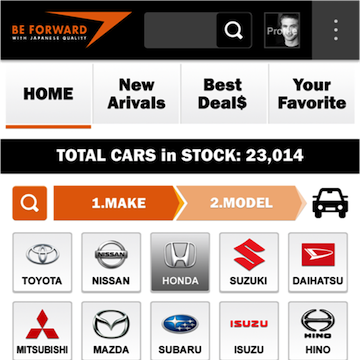 BE FORWARD
WITH JAPANESE QUALITY
Profile
HOME
New
Arivals
Best
Deal$
Your
Favorite
TOTAL CARS in STOCK: 23,014
1.MAKE
2.MODEL
TOYOTA
NISSAN
HONDA
SUZUKI
DAIHATSU
MITSUBISHI
MAZDA
SUBARU
ISUZU
ISUZU
HINO
HINO